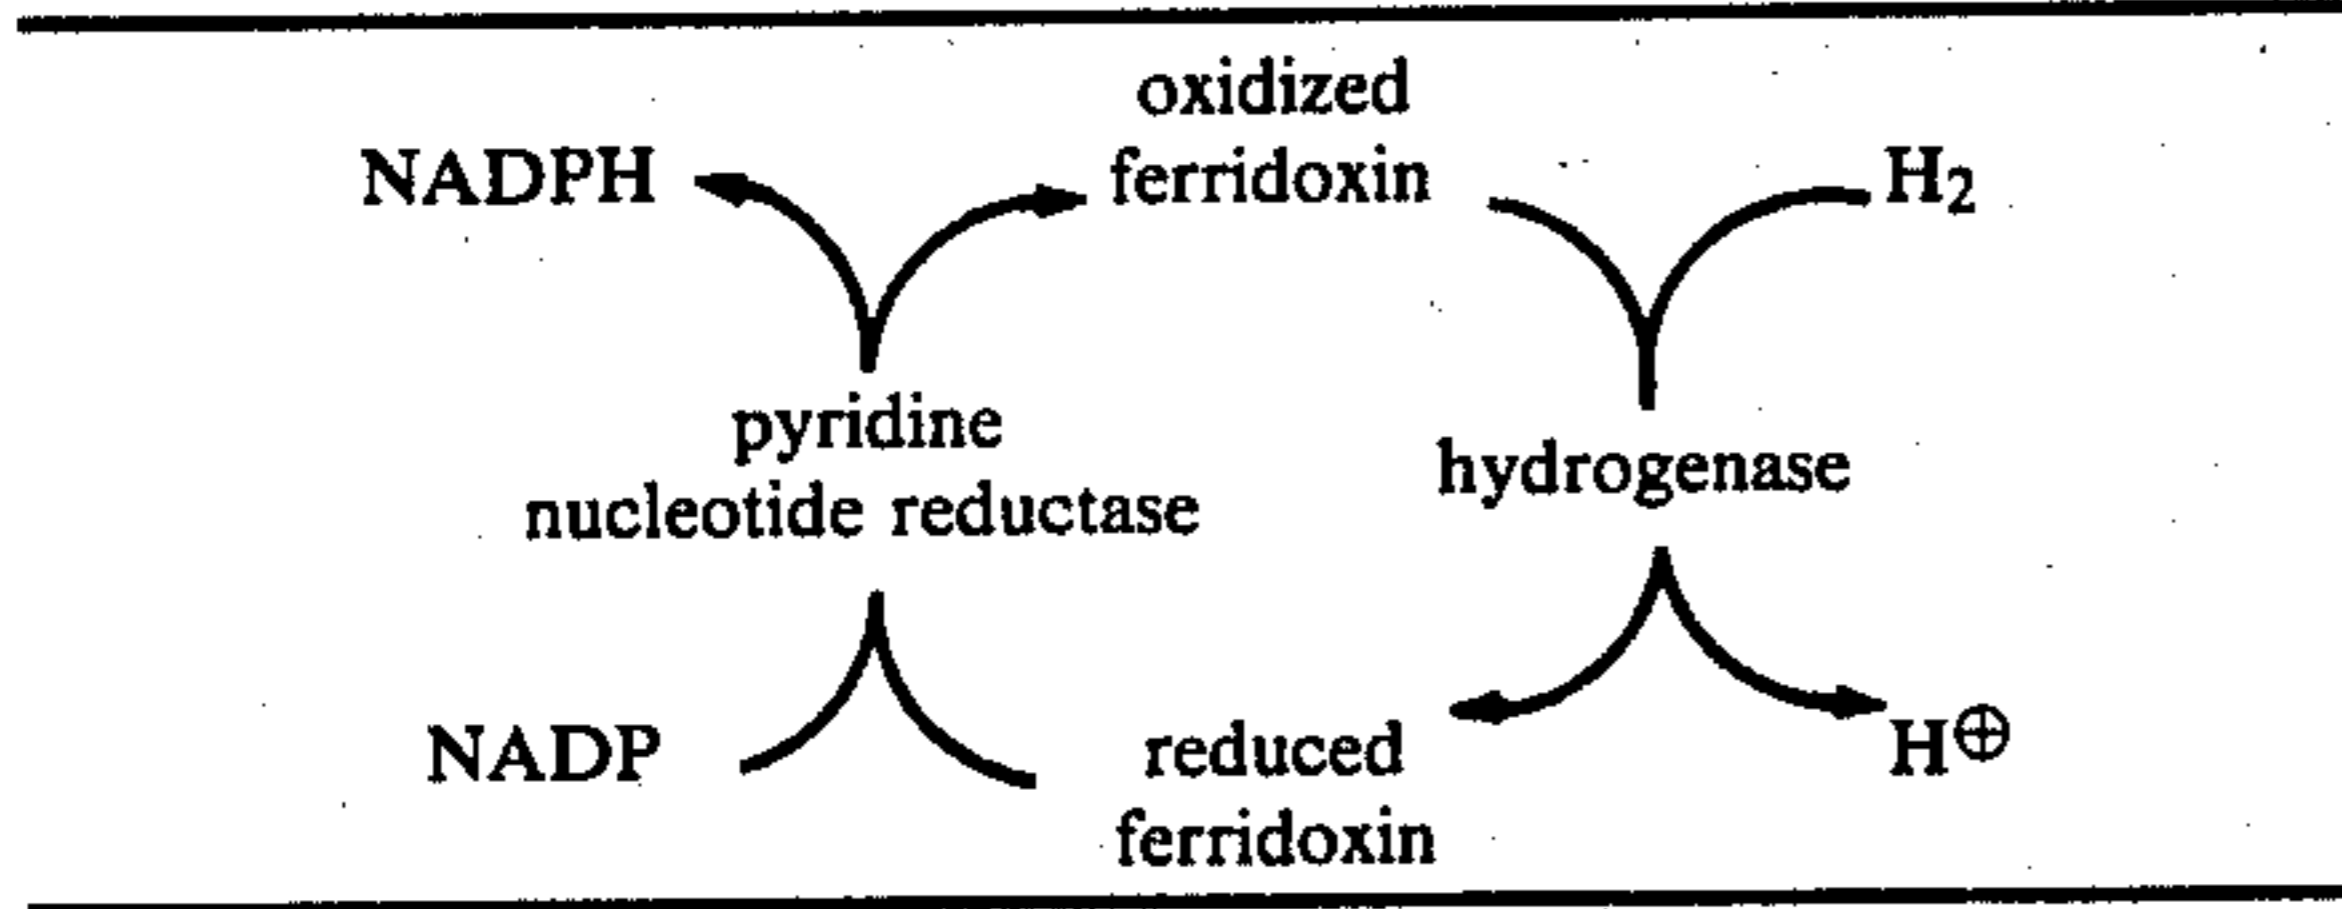 oxidized
NADPH ferridoxin H₂
pyridine
nucleotide reductase
hydrogenase
NADP reduced H⊕
ferridoxin